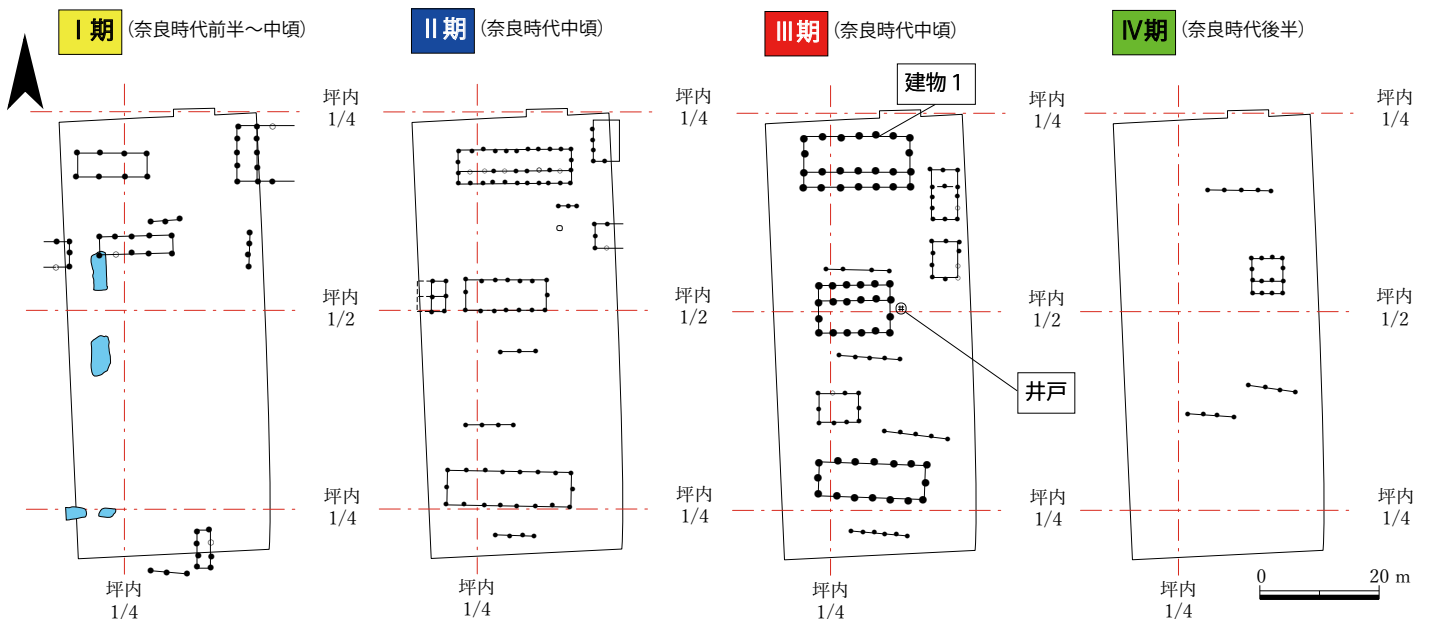 Ⅰ期 (奈良時代前半~中頃)
Ⅱ期 (奈良時代中頃)
Ⅲ期 (奈良時代中頃)
Ⅳ期 (奈良時代後半)
建物 1
坪内
1/4
坪内
1/4
坪内
1/4
坪内
1/4
坪内
1/2
坪内
1/2
坪内
1/2
坪内
1/2
井戸
坪内
1/4
坪内
1/4
坪内
1/4
坪内
1/4
0 20 m
坪内
1/4
坪内
1/4
坪内
1/4
坪内
1/4